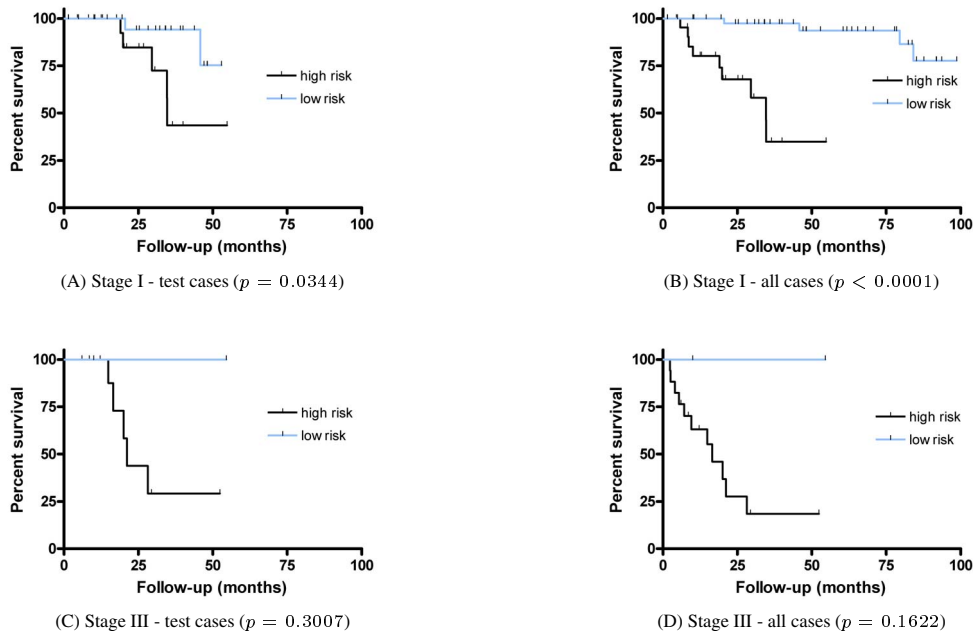 100
75
50
25
0
Percent survival
high risk
low risk
0 25 50 75 100
Follow-up (months)
(A) Stage I - test cases (p = 0.0344)
100
75
50
25
0
Percent survival
high risk
low risk
0 25 50 75 100
Follow-up (months)
(B) Stage I - all cases (p < 0.0001)
100
75
50
25
0
Percent survival
high risk
low risk
0 25 50 75 100
Follow-up (months)
(C) Stage III - test cases (p = 0.3007)
100
75
50
25
0
Percent survival
high risk
low risk
0 25 50 75 100
Follow-up (months)
(D) Stage III - all cases (p = 0.1622)